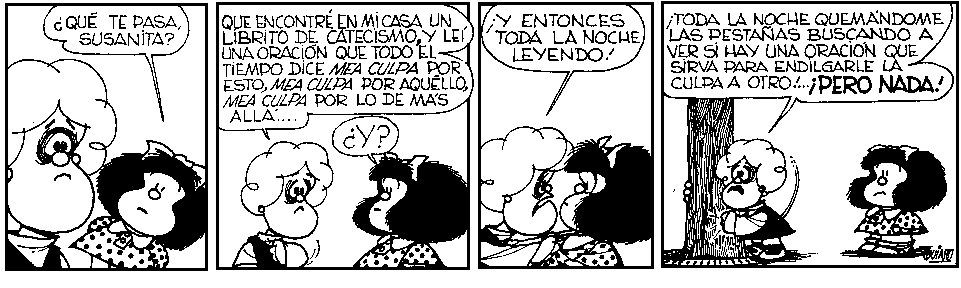 ¿QUÉ TE PASA,
SUSANITA?
QUE ENCONTRÉ EN MI CASA UN
LIBRITO DE CATECISMO, Y LEÍ
UNA ORACIÓN QUE TODO EL
TIEMPO DICE MEA CULPA POR
ESTO, MEA CULPA POR AQUELLO,
MEA CULPA POR LO DE MÁS
ALLÁ....
¿Y?
¡Y ENTONCES
TODA LA NOCHE
LEYENDO!
¡TODA LA NOCHE QUEMÁNDOME
LAS PESTAÑAS BUSCANDO A
VER SI HAY UNA ORACIÓN QUE
SIRVA PARA ENDILGARLE LA
CULPA A OTRO!... ¡PERO NADA!
QUINO